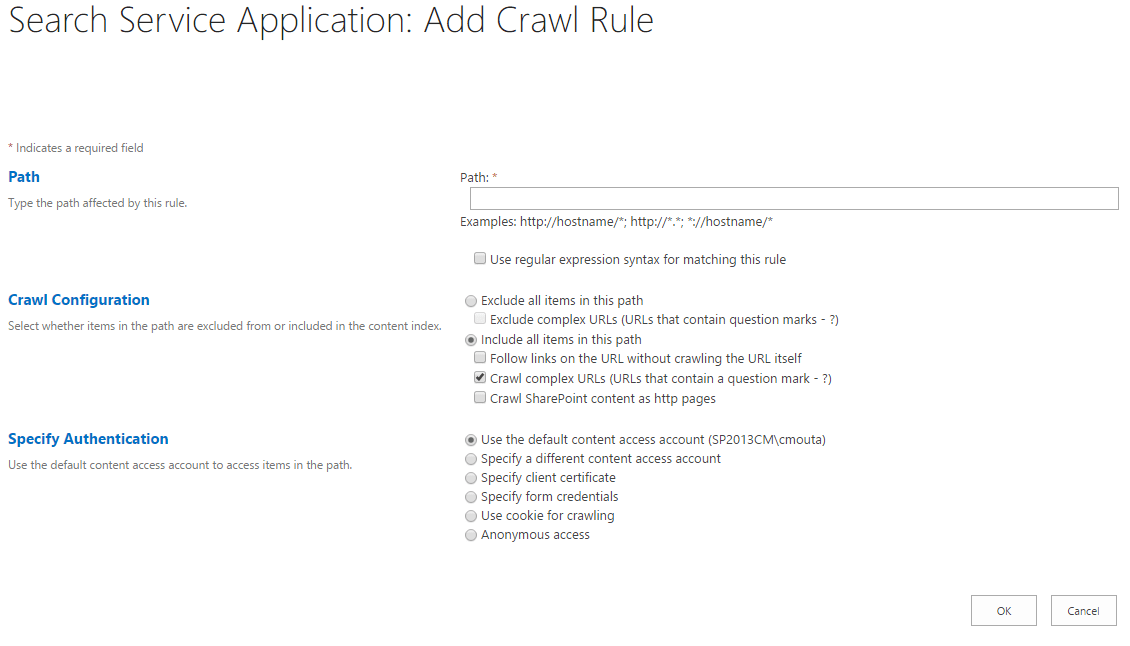 Search Service Application: Add Crawl Rule
* Indicates a required field
Path
Type the path affected by this rule.
Path: *
Examples: http://hostname/*; http://*.*; *://hostname/*
Use regular expression syntax for matching this rule
Crawl Configuration
Select whether items in the path are excluded from or included in the content index.
Exclude all items in this path
Exclude complex URLs (URLs that contain question marks - ?)
Include all items in this path
Follow links on the URL without crawling the URL itself
Crawl complex URLs (URLs that contain a question mark - ?)
Crawl SharePoint content as http pages
Specify Authentication
Use the default content access account to access items in the path.
Use the default content access account (SP2013CM\cmouta)
Specify a different content access account
Specify client certificate
Specify form credentials
Use cookie for crawling
Anonymous access
OK
Cancel